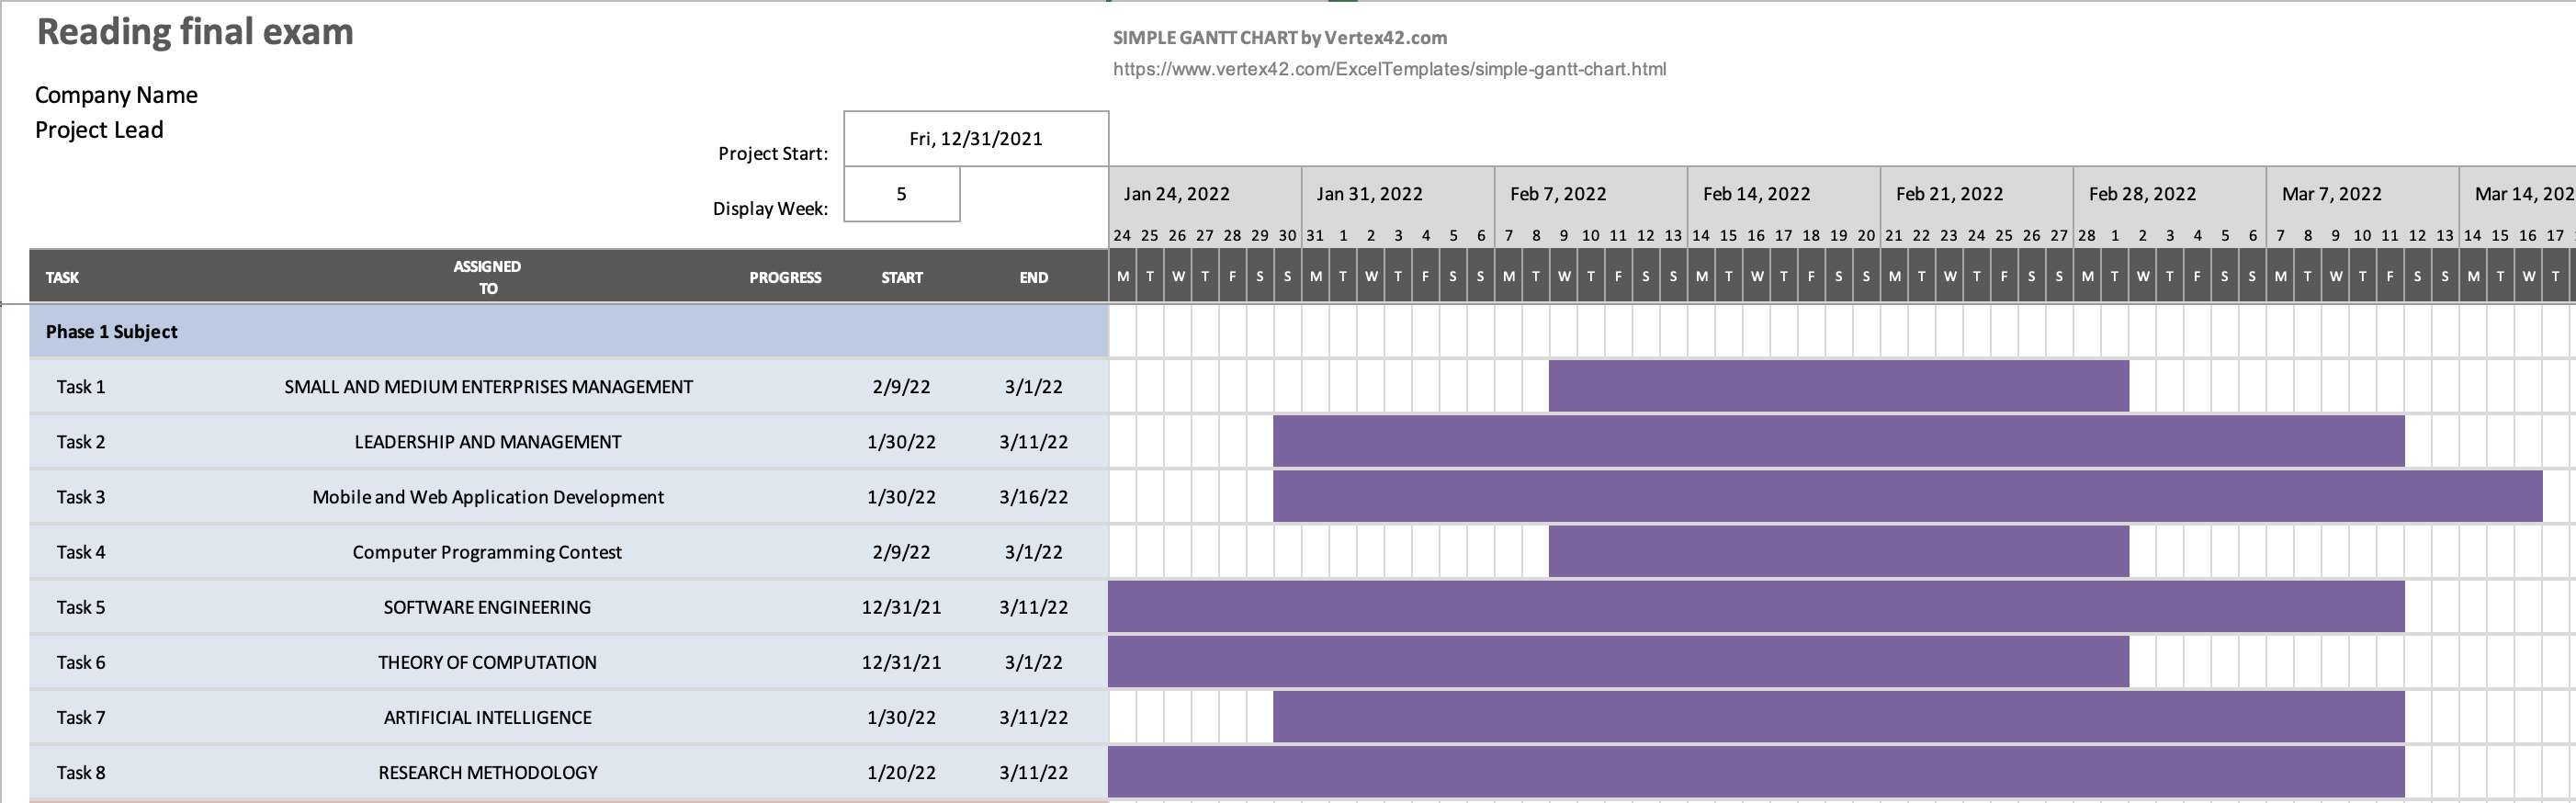 Reading final exam
SIMPLE GANTT CHART by Vertex42.com
https://www.vertex42.com/ExcelTemplates/simple-gantt-chart.html
Company Name
Project Lead
Project Start: Fri, 12/31/2021
Display Week: 5
Jan 24, 2022 Jan 31, 2022 Feb 7, 2022 Feb 14, 2022 Feb 21, 2022 Feb 28, 2022 Mar 7, 2022 Mar 14, 202
24 25 26 27 28 29 30 31 1 2 3 4 5 6 7 8 9 10 11 12 13 14 15 16 17 18 19 20 21 22 23 24 25 26 27 28 1 2 3 4 5 6 7 8 9 10 11 12 13 14 15 16 17
TASK ASSIGNED TO PROGRESS START END M T W T F S S M T W T F S S M T W T F S S M T W T F S S M T W T F S S M T W T F S S M T W T F S S M T W T
Phase 1 Subject
Task 1 SMALL AND MEDIUM ENTERPRISES MANAGEMENT 2/9/22 3/1/22
Task 2 LEADERSHIP AND MANAGEMENT 1/30/22 3/11/22
Task 3 Mobile and Web Application Development 1/30/22 3/16/22
Task 4 Computer Programming Contest 2/9/22 3/1/22
Task 5 SOFTWARE ENGINEERING 12/31/21 3/11/22
Task 6 THEORY OF COMPUTATION 12/31/21 3/1/22
Task 7 ARTIFICIAL INTELLIGENCE 1/30/22 3/11/22
Task 8 RESEARCH METHODOLOGY 1/20/22 3/11/22